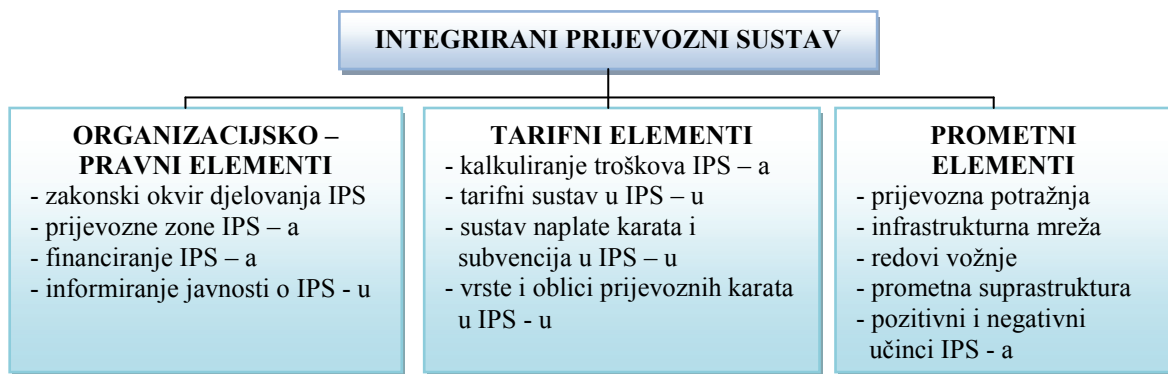 INTEGRIRANI PRIJEVOZNI SUSTAV
ORGANIZACIJSKO –
PRAVNI ELEMENTI
- zakonski okvir djelovanja IPS
- prijevozne zone IPS – a
- financiranje IPS – a
- informiranje javnosti o IPS - u
TARIFNI ELEMENTI
- kalkuliranje troškova IPS – a
- tarifni sustav u IPS – u
- sustav naplate karata i
subvencija u IPS – u
- vrste i oblici prijevoznih karata
u IPS - u
PROMETNI
ELEMENTI
- prijevozna potražnja
- infrastrukturna mreža
- redovi vožnje
- prometna suprastruktura
- pozitivni i negativni
učinci IPS - a